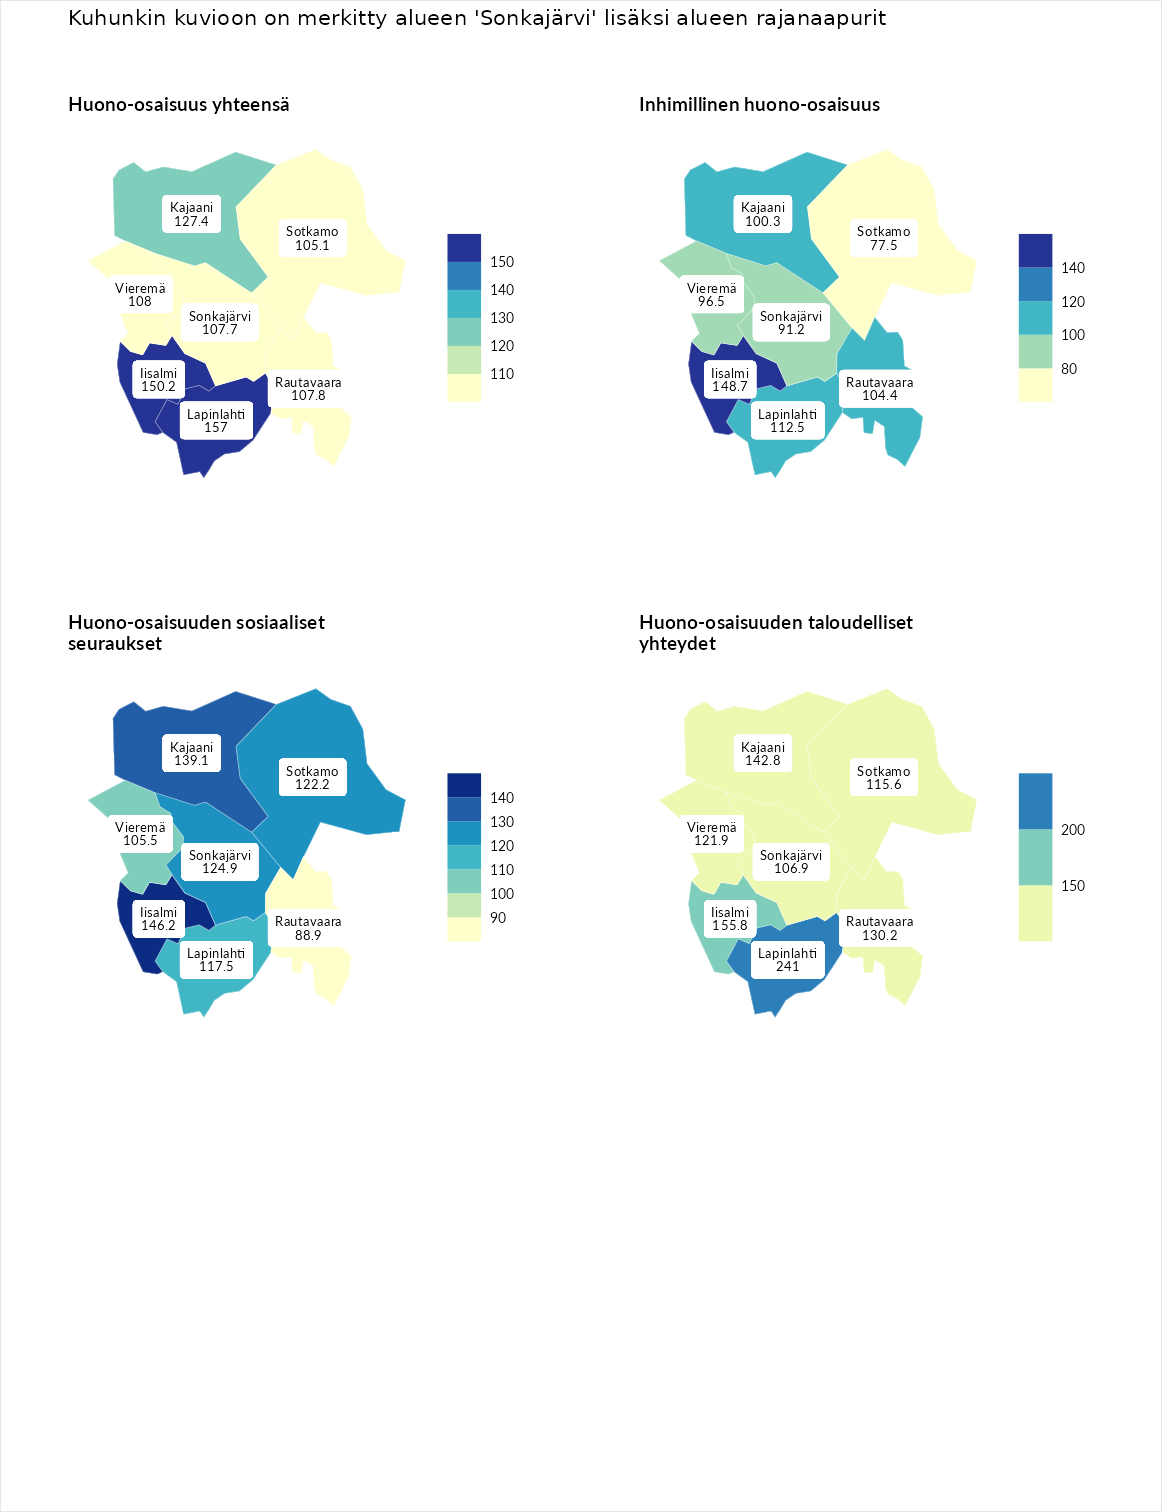 Kuhunkin kuvioon on merkitty alueen 'Sonkajärvi' lisäksi alueen rajanaapurit
Huono-osaisuus yhteensä
Kajaani
127.4
Sotkamo
105.1
Vieremä
108
Sonkajärvi
107.7
Iisalmi
150.2
Rautavaara
107.8
Lapinlahti
157
150
140
130
120
110
Inhimillinen huono-osaisuus
Kajaani
100.3
Sotkamo
77.5
Vieremä
96.5
Sonkajärvi
91.2
Iisalmi
148.7
Rautavaara
104.4
Lapinlahti
112.5
140
120
100
80
Huono-osaisuuden sosiaaliset
seuraukset
Kajaani
139.1
Sotkamo
122.2
Vieremä
105.5
Sonkajärvi
124.9
Iisalmi
146.2
Rautavaara
88.9
Lapinlahti
117.5
140
130
120
110
100
90
Huono-osaisuuden taloudelliset
yhteydet
Kajaani
142.8
Sotkamo
115.6
Vieremä
121.9
Sonkajärvi
106.9
Iisalmi
155.8
Rautavaara
130.2
Lapinlahti
241
200
150